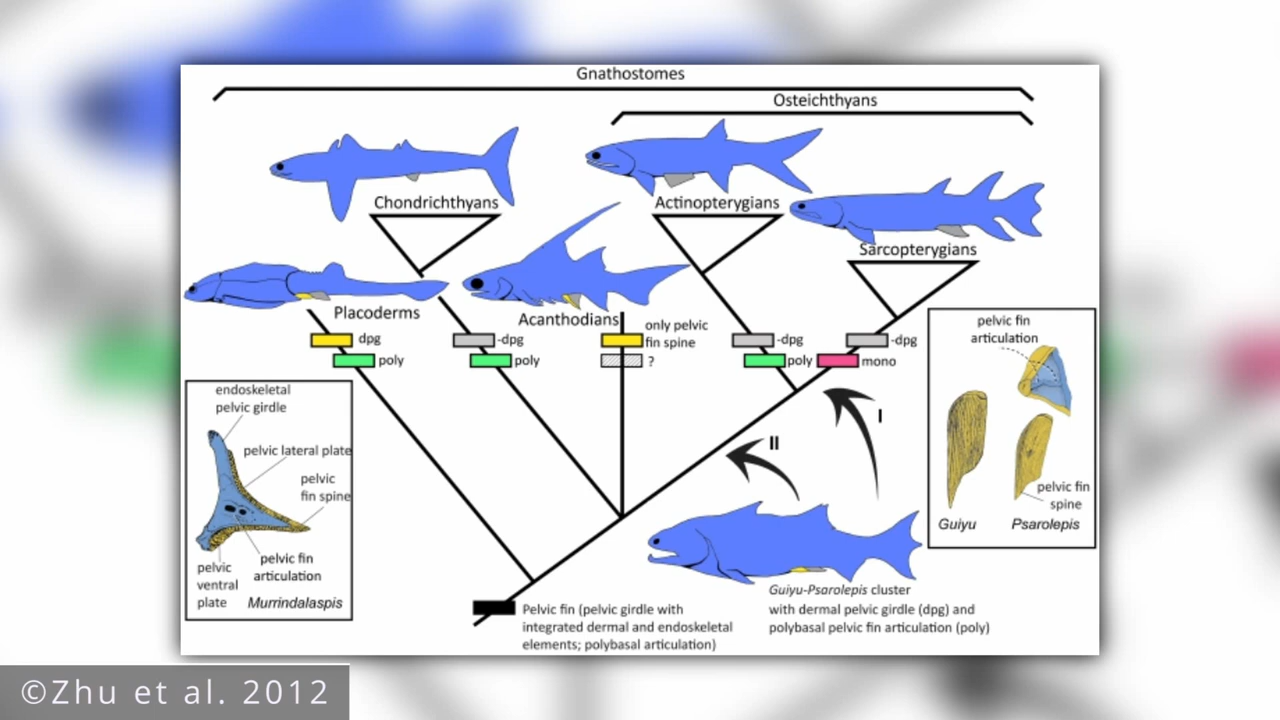 Gnathostomes
Osteichthyans
Chondrichthyans
Actinopterygians
Sarcopterygians
Placoderms
Acanthodians
dpg
poly
-dpg
poly
only pelvic
fin spine
?
-dpg
poly
-dpg
mono
endoskeletal
pelvic girdle
pelvic lateral plate
pelvic
fin spine
pelvic fin
articulation
pelvic
ventral
plate
Murrindalaspis
I
II
pelvic fin
articulation
pelvic fin
spine
Guiyu
Psarolepis
Pelvic fin (pelvic girdle with
integrated dermal and endoskeletal
elements; polybasal articulation)
Guiyu-Psarolepis cluster
with dermal pelvic girdle (dpg) and
polybasal pelvic fin articulation (poly)
©Zhu et al. 2012